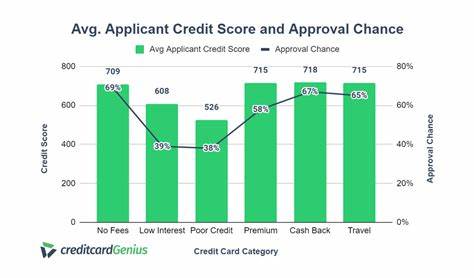 Avg. Applicant Credit Score and Approval Chance
Avg Applicant Credit Score Approval Chance
800 80%
709 608 526 715 718 715
69% 39% 38% 58% 67% 65%
600 60%
400 40%
200 20%
0 0%
Credit Score
Approval Chance
No Fees Low Interest Poor Credit Premium Cash Back Travel
creditcardGenius
Credit Card Category